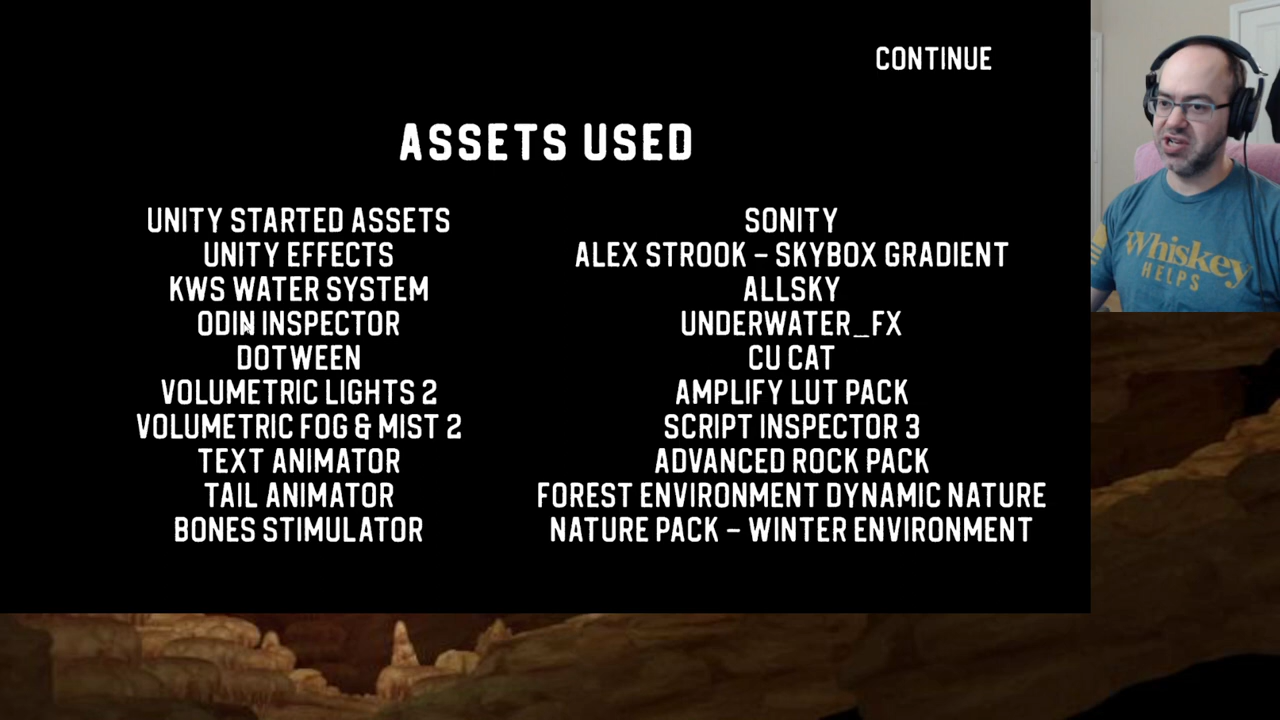 CONTINUE
ASSETS USED
UNITY STARTED ASSETS
UNITY EFFECTS
KWS WATER SYSTEM
ODIN INSPECTOR
DOTWEEN
VOLUMETRIC LIGHTS 2
VOLUMETRIC FOG & MIST 2
TEXT ANIMATOR
TAIL ANIMATOR
BONES STIMULATOR
SONITY
ALEX STROOK – SKYBOX GRADIENT
ALLSKY
UNDERWATER_FX
CU CAT
AMPLIFY LUT PACK
SCRIPT INSPECTOR 3
ADVANCED ROCK PACK
FOREST ENVIRONMENT DYNAMIC NATURE
NATURE PACK – WINTER ENVIRONMENT
Whiskey
HELPS